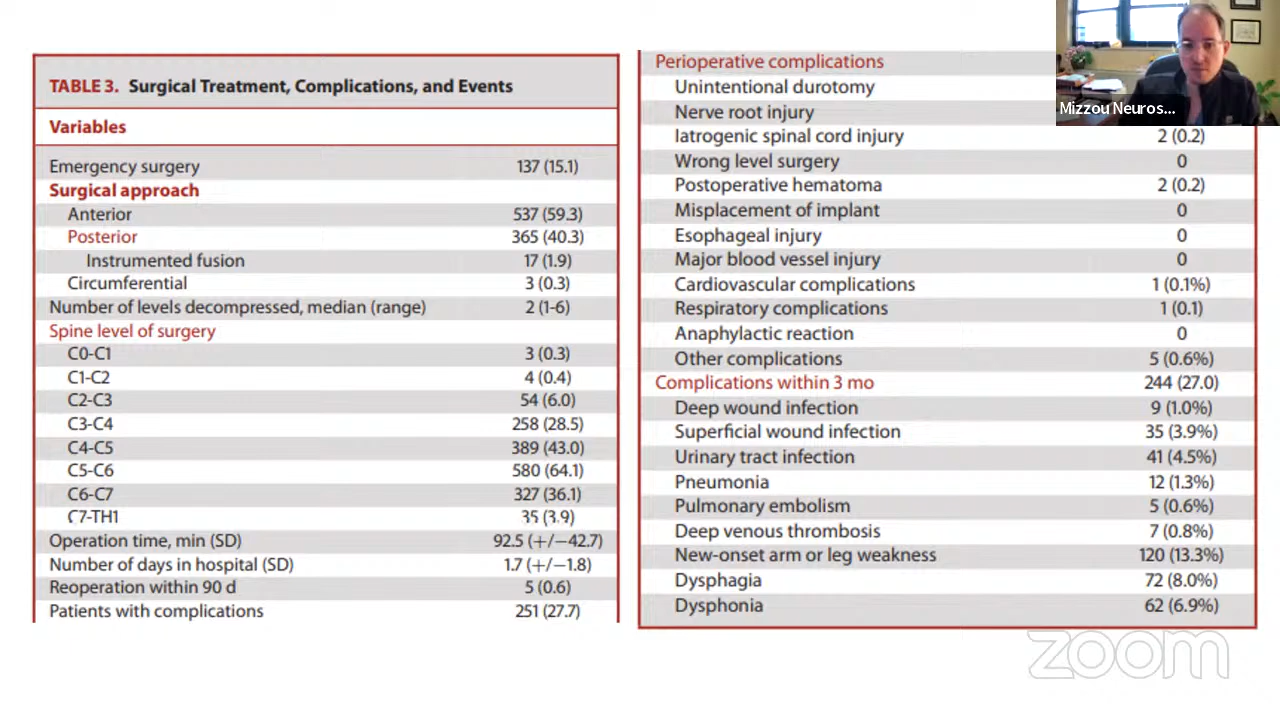 TABLE 3. Surgical Treatment, Complications, and Events
Variables
Emergency surgery 137 (15.1)
Surgical approach
Anterior 537 (59.3)
Posterior 365 (40.3)
Instrumented fusion 17 (1.9)
Circumferential 3 (0.3)
Number of levels decompressed, median (range) 2 (1-6)
Spine level of surgery
C0-C1 3 (0.3)
C1-C2 4 (0.4)
C2-C3 54 (6.0)
C3-C4 258 (28.5)
C4-C5 389 (43.0)
C5-C6 580 (64.1)
C6-C7 327 (36.1)
C7-TH1 35 (3.9)
Operation time, min (SD) 92.5 (+/−42.7)
Number of days in hospital (SD) 1.7 (+/−1.8)
Reoperation within 90 d 5 (0.6)
Patients with complications 251 (27.7)
Perioperative complications
Unintentional durotomy
Nerve root injury
Iatrogenic spinal cord injury 2 (0.2)
Wrong level surgery 0
Postoperative hematoma 2 (0.2)
Misplacement of implant 0
Esophageal injury 0
Major blood vessel injury 0
Cardiovascular complications 1 (0.1%)
Respiratory complications 1 (0.1)
Anaphylactic reaction 0
Other complications 5 (0.6%)
Complications within 3 mo 244 (27.0)
Deep wound infection 9 (1.0%)
Superficial wound infection 35 (3.9%)
Urinary tract infection 41 (4.5%)
Pneumonia 12 (1.3%)
Pulmonary embolism 5 (0.6%)
Deep venous thrombosis 7 (0.8%)
New-onset arm or leg weakness 120 (13.3%)
Dysphagia 72 (8.0%)
Dysphonia 62 (6.9%)
Mizzou Neuros...
zoom